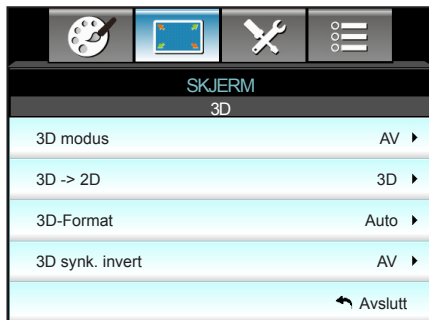 SKJERM
3D
3D modus AV
3D -> 2D 3D
3D-Format Auto
3D synk. invert AV
Avslutt